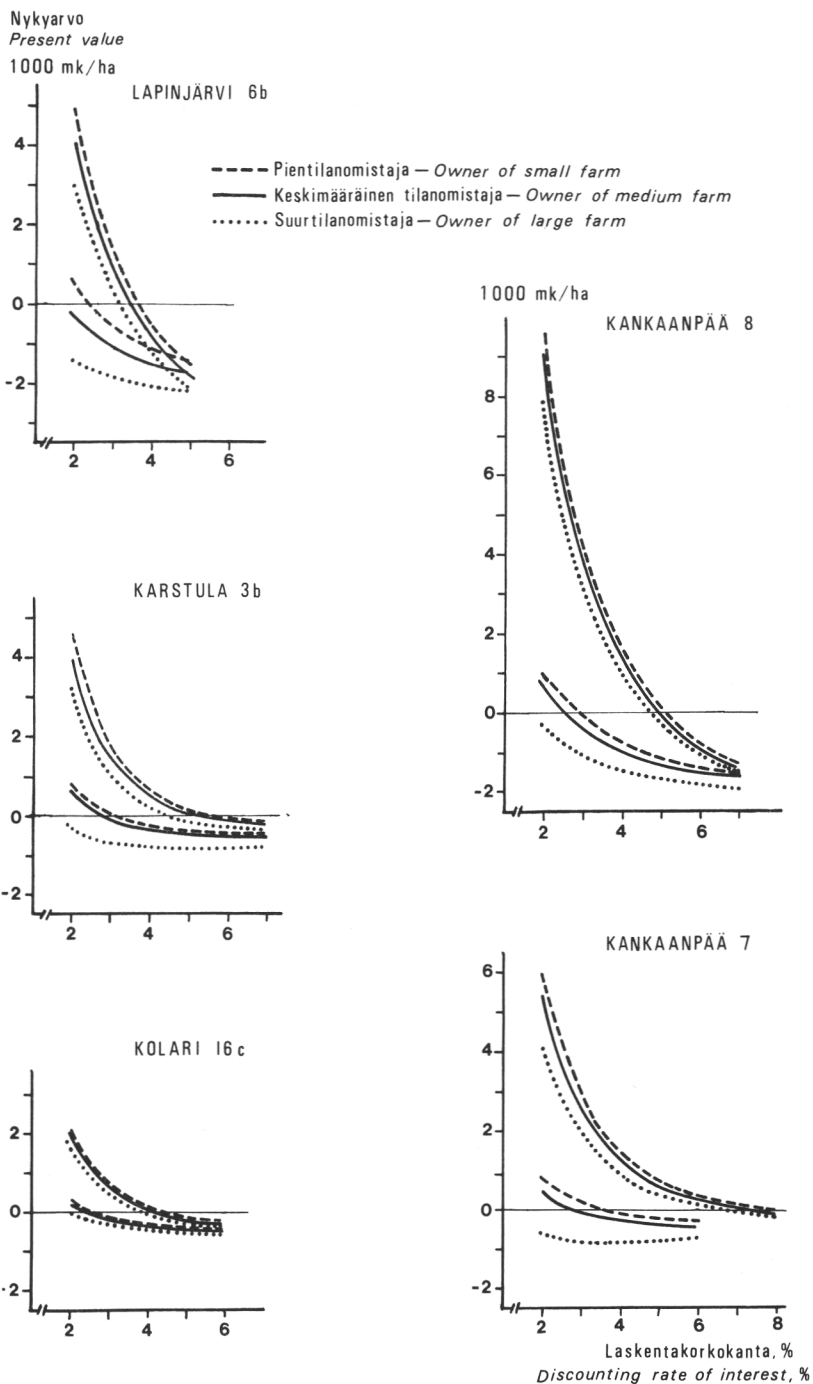 Nykyarvo
Present value
1000 mk/ha
LAPINJÄRVI 6b
4
2
0
-2
2 4 6
Pientilanomistaja — Owner of small farm
Keskimääräinen tilanomistaja — Owner of medium farm
Suurtilanomistaja — Owner of large farm
1000 mk/ha
KANKAANPÄÄ 8
8
6
4
2
0
-2
2 4 6
KARSTULA 3b
4
2
0
-2
2 4 6
KANKAANPÄÄ 7
6
4
2
0
-2
2 4 6 8
Laskentakorkokanta, %
Discounting rate of interest, %
KOLARI 16c
2
0
-2
2 4 6